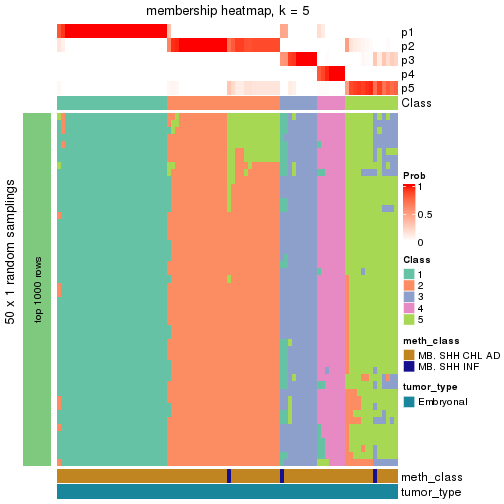 membership heatmap, k = 5
p1
p2
p3
p4
p5
Class
50 x 1 random samplings
top 1000 rows
Prob
1
0.5
0
Class
1
2
3
4
5
meth_class
MB. SHH CHL AD
MB. SHH INF
tumor_type
Embryonal
meth_class
tumor_type